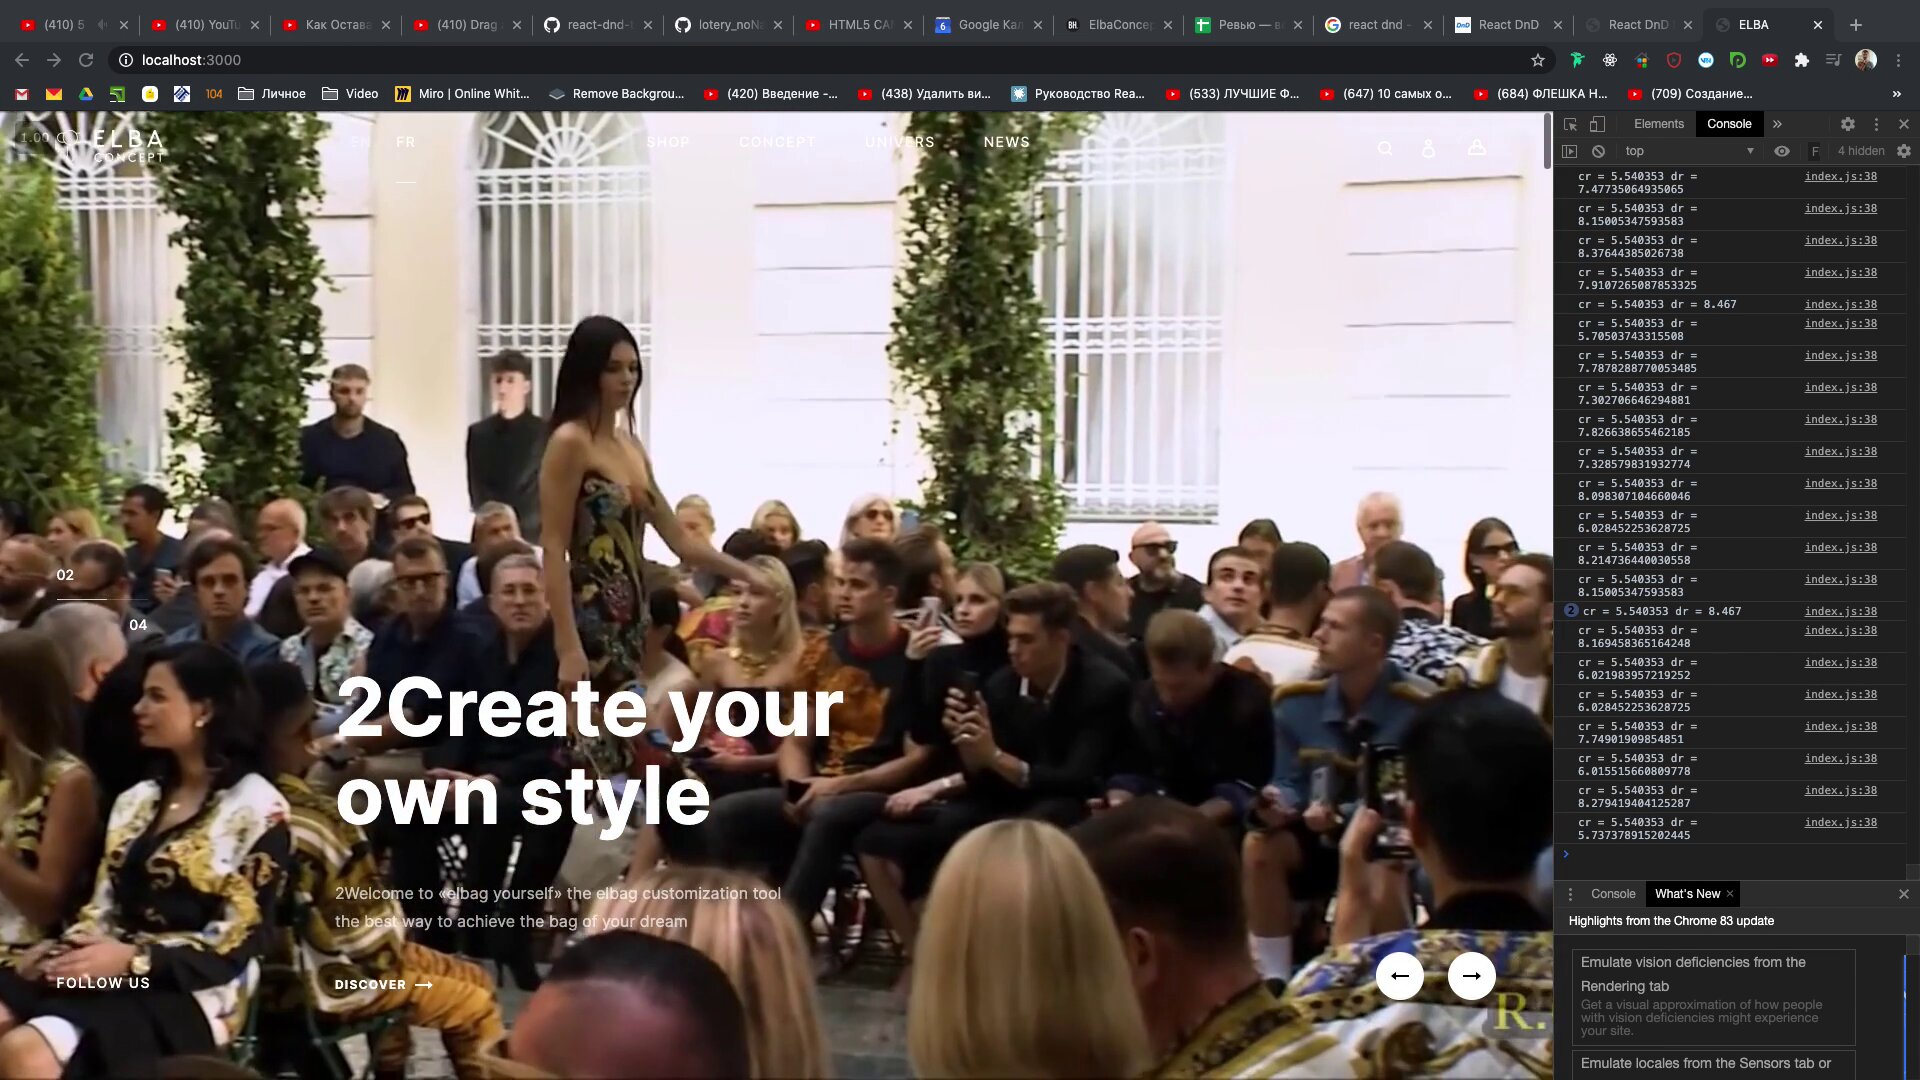 (410) 5
(410) YouTu
Как Остава
(410) Drag
react-dnd-t
lotery_noNa
HTML5 CAN
Google Кал
ElbaConcep
Ревью — ва
react dnd -
React DnD
React DnD
ELBA
localhost:3000
104
Личное
Video
Miro | Online Whit...
Remove Backgrou...
(420) Введение -...
(438) Удалить ви...
Руководство Rea...
(533) ЛУЧШИЕ Ф...
(647) 10 самых о...
(684) ФЛЕШКА Н...
(709) Создание...
»
1.00
ELBA
CONCEPT
EN
FR
SHOP
CONCEPT
UNIVERS
NEWS
02
04
2Create your
own style
2Welcome to «elbag yourself» the elbag customization tool
the best way to achieve the bag of your dream
FOLLOW US
DISCOVER
R.
Elements
Console
»
top
F
4 hidden
cr = 5.540353 dr = index.js:38
7.47735064935065
cr = 5.540353 dr = index.js:38
8.15005347593583
cr = 5.540353 dr = index.js:38
8.37644385026738
cr = 5.540353 dr = index.js:38
7.9107265087853325
cr = 5.540353 dr = 8.467 index.js:38
cr = 5.540353 dr = index.js:38
5.70503743315508
cr = 5.540353 dr = index.js:38
7.7878288770053485
cr = 5.540353 dr = index.js:38
7.302706646294881
cr = 5.540353 dr = index.js:38
7.826638655462185
cr = 5.540353 dr = index.js:38
7.328579831932774
cr = 5.540353 dr = index.js:38
8.098307104660046
cr = 5.540353 dr = index.js:38
6.028452253628725
cr = 5.540353 dr = index.js:38
8.214736440030558
cr = 5.540353 dr = index.js:38
8.15005347593583
2 cr = 5.540353 dr = 8.467 index.js:38
cr = 5.540353 dr = index.js:38
8.169458365164248
cr = 5.540353 dr = index.js:38
6.021983957219252
cr = 5.540353 dr = index.js:38
6.028452253628725
cr = 5.540353 dr = index.js:38
7.74901909854851
cr = 5.540353 dr = index.js:38
6.015515660809778
cr = 5.540353 dr = index.js:38
8.279419404125287
cr = 5.540353 dr = index.js:38
5.737378915202445
Console
What's New
Highlights from the Chrome 83 update
Emulate vision deficiencies from the
Rendering tab
Get a visual approximation of how people
with vision deficiencies might experience
your site.
Emulate locales from the Sensors tab or